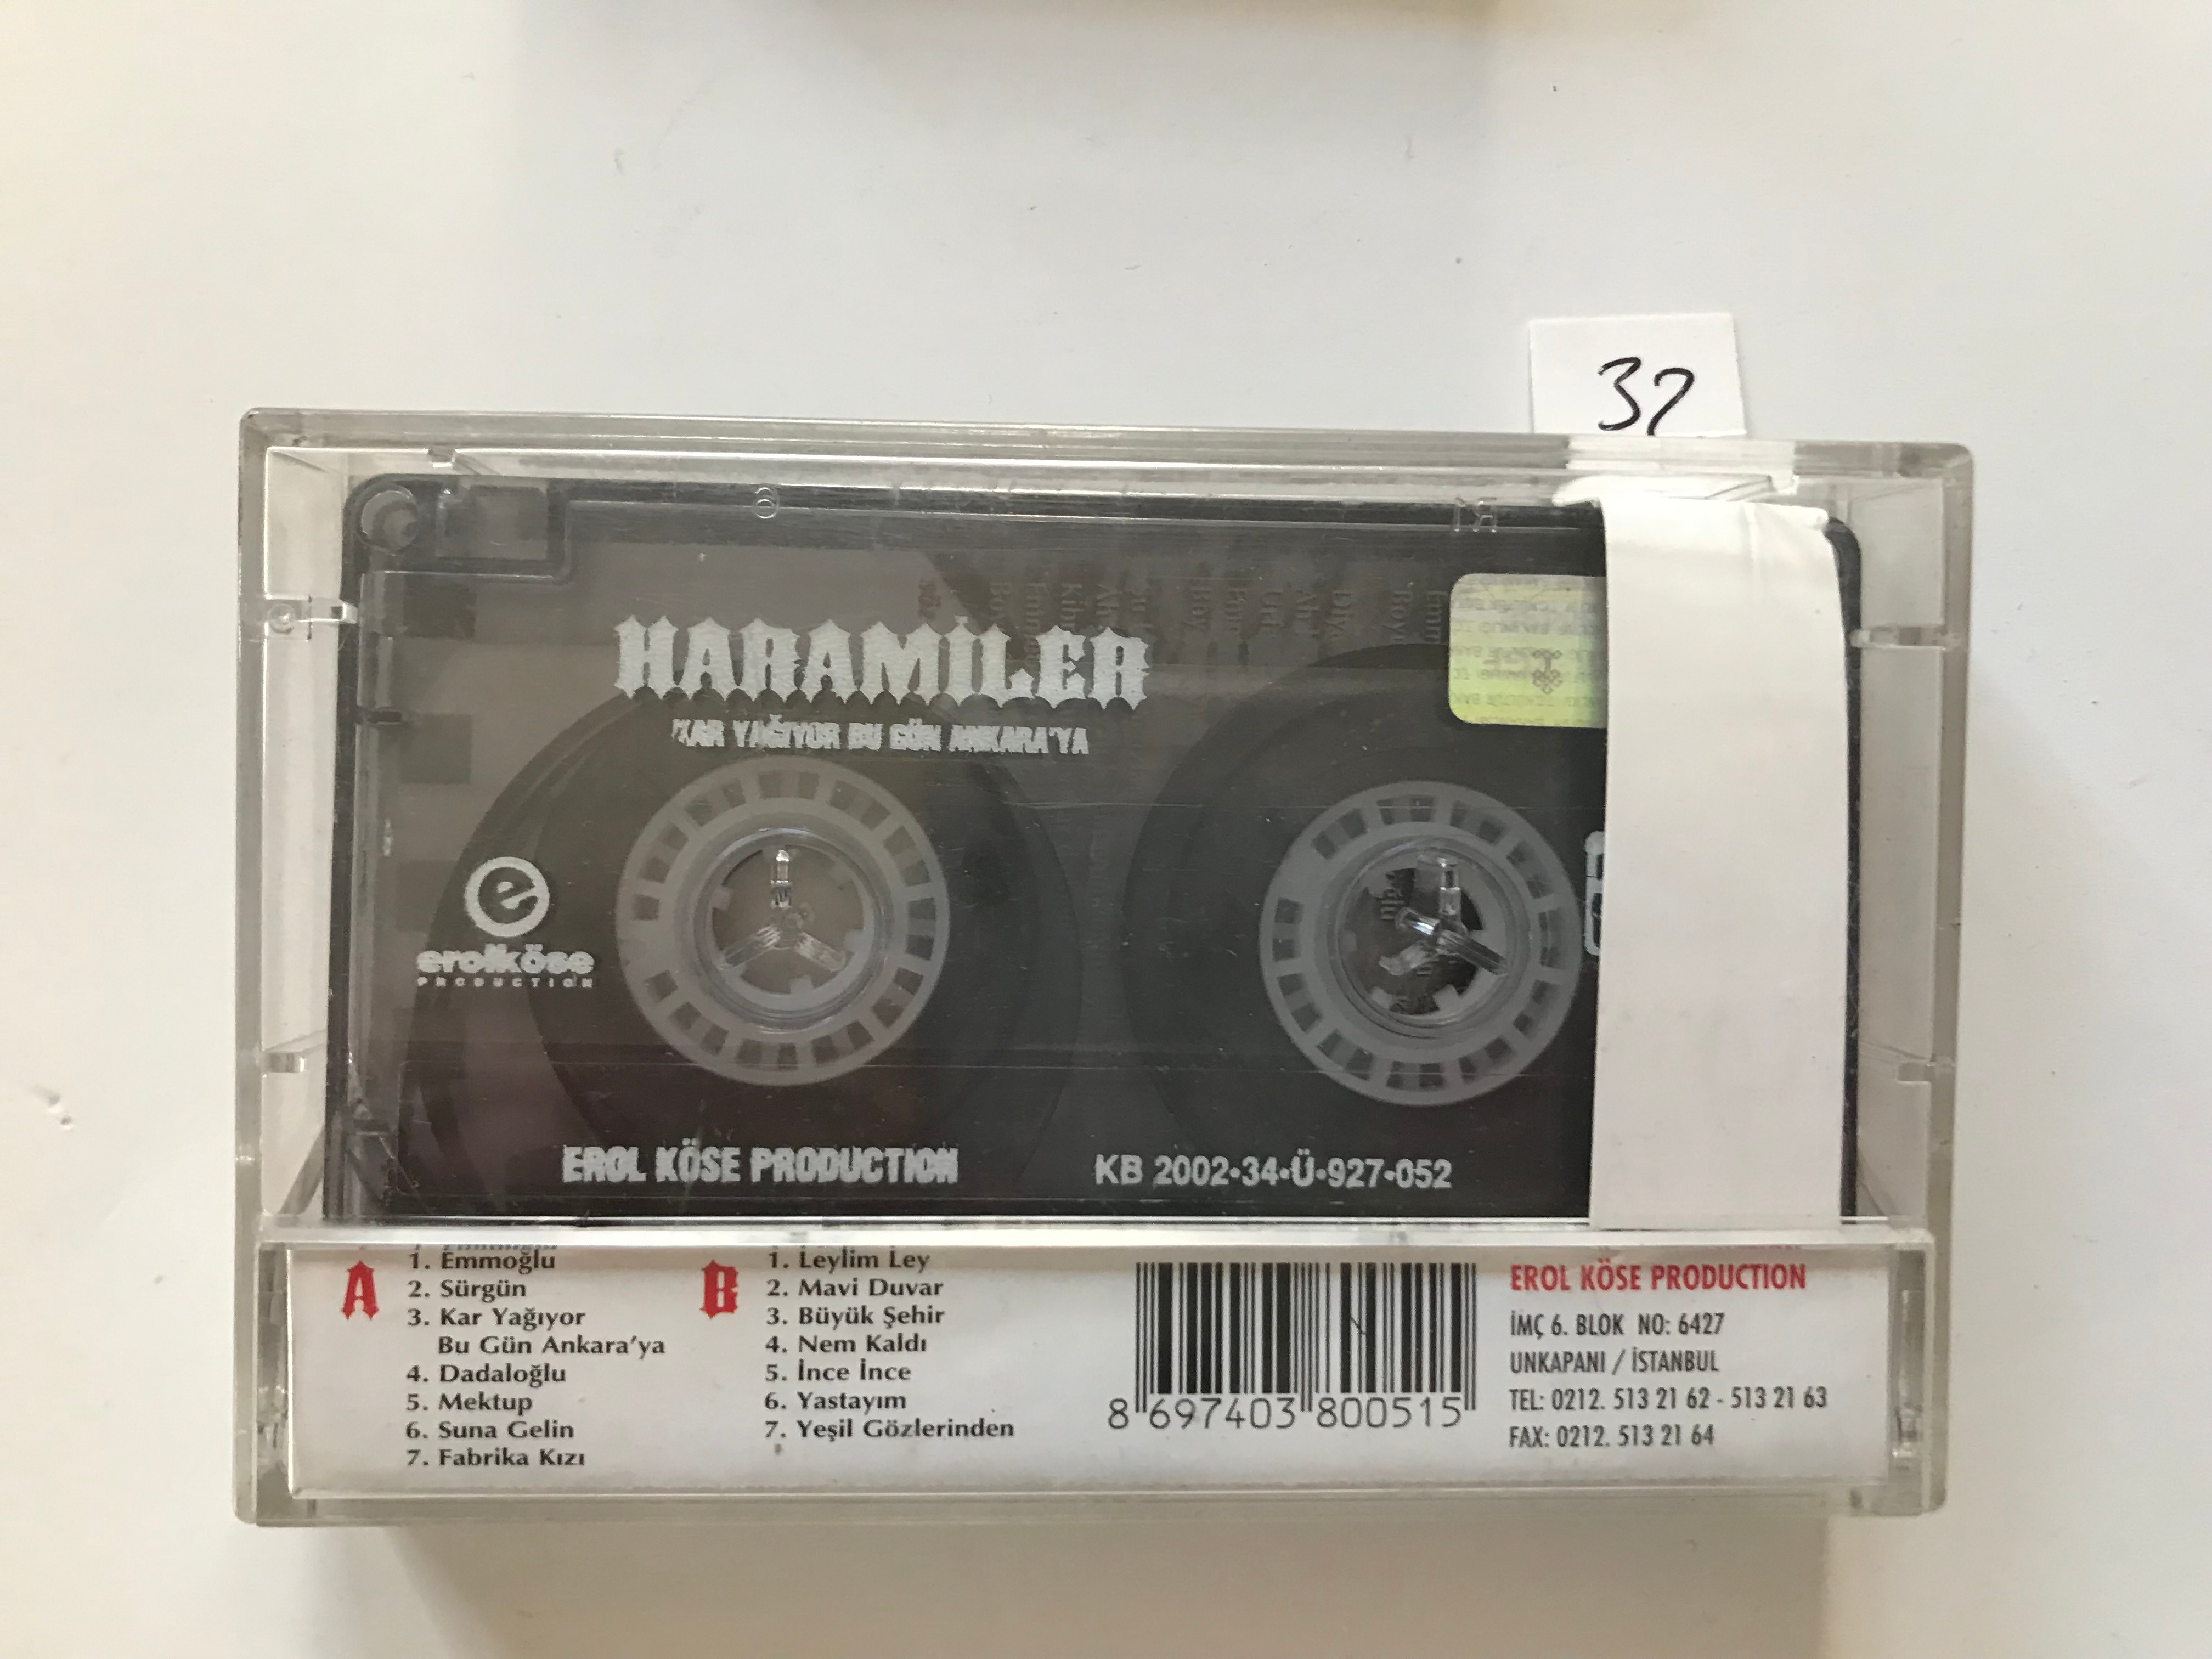 32
HARAMİLER
KAR YAĞIYOR BU GÜN ANKARA'YA
e
erolköse
PRODUCTION
EROL KÖSE PRODUCTION
KB 2002·34·Ü·927·052
A
1. Emmoğlu
2. Sürgün
3. Kar Yağıyor
Bu Gün Ankara'ya
4. Dadaloğlu
5. Mektup
6. Suna Gelin
7. Fabrika Kızı
B
1. Leylim Ley
2. Mavi Duvar
3. Büyük Şehir
4. Nem Kaldı
5. İnce İnce
6. Yastayım
7. Yeşil Gözlerinden
8 697403 800515
EROL KÖSE PRODUCTION
İMÇ 6. BLOK NO: 6427
UNKAPANI / İSTANBUL
TEL: 0212. 513 21 62 - 513 21 63
FAX: 0212. 513 21 64